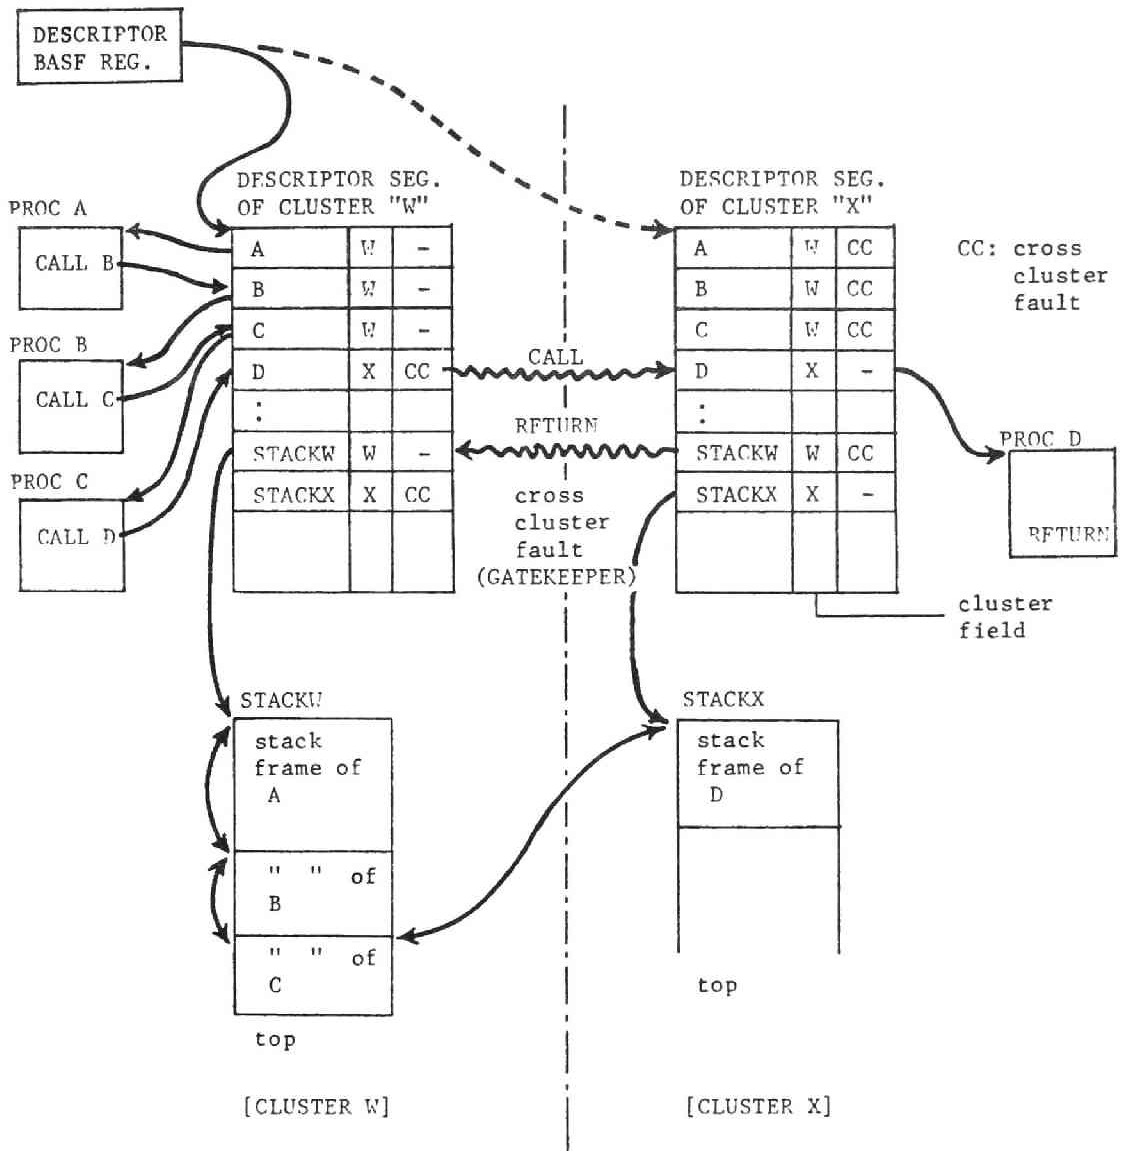 DESCRIPTOR
BASF REG.
DESCRIPTOR SEG.
OF CLUSTER "W"
DESCRIPTOR SEG.
OF CLUSTER "X"
PROC A
CALL B
PROC B
CALL C
PROC C
CALL D
A W -
B W -
C W -
D X CC
:
STACKW W -
STACKX X CC
CALL
RFTURN
cross
cluster
fault
(GATEKEEPER)
A W CC
B W CC
C W CC
D X -
:
STACKW W CC
STACKX X -
CC: cross
cluster
fault
PROC D
RFTURN
cluster
field
STACKW
stack
frame of
A
" " of
B
" " of
C
top
STACKX
stack
frame of
D
top
[CLUSTER W]
[CLUSTER X]